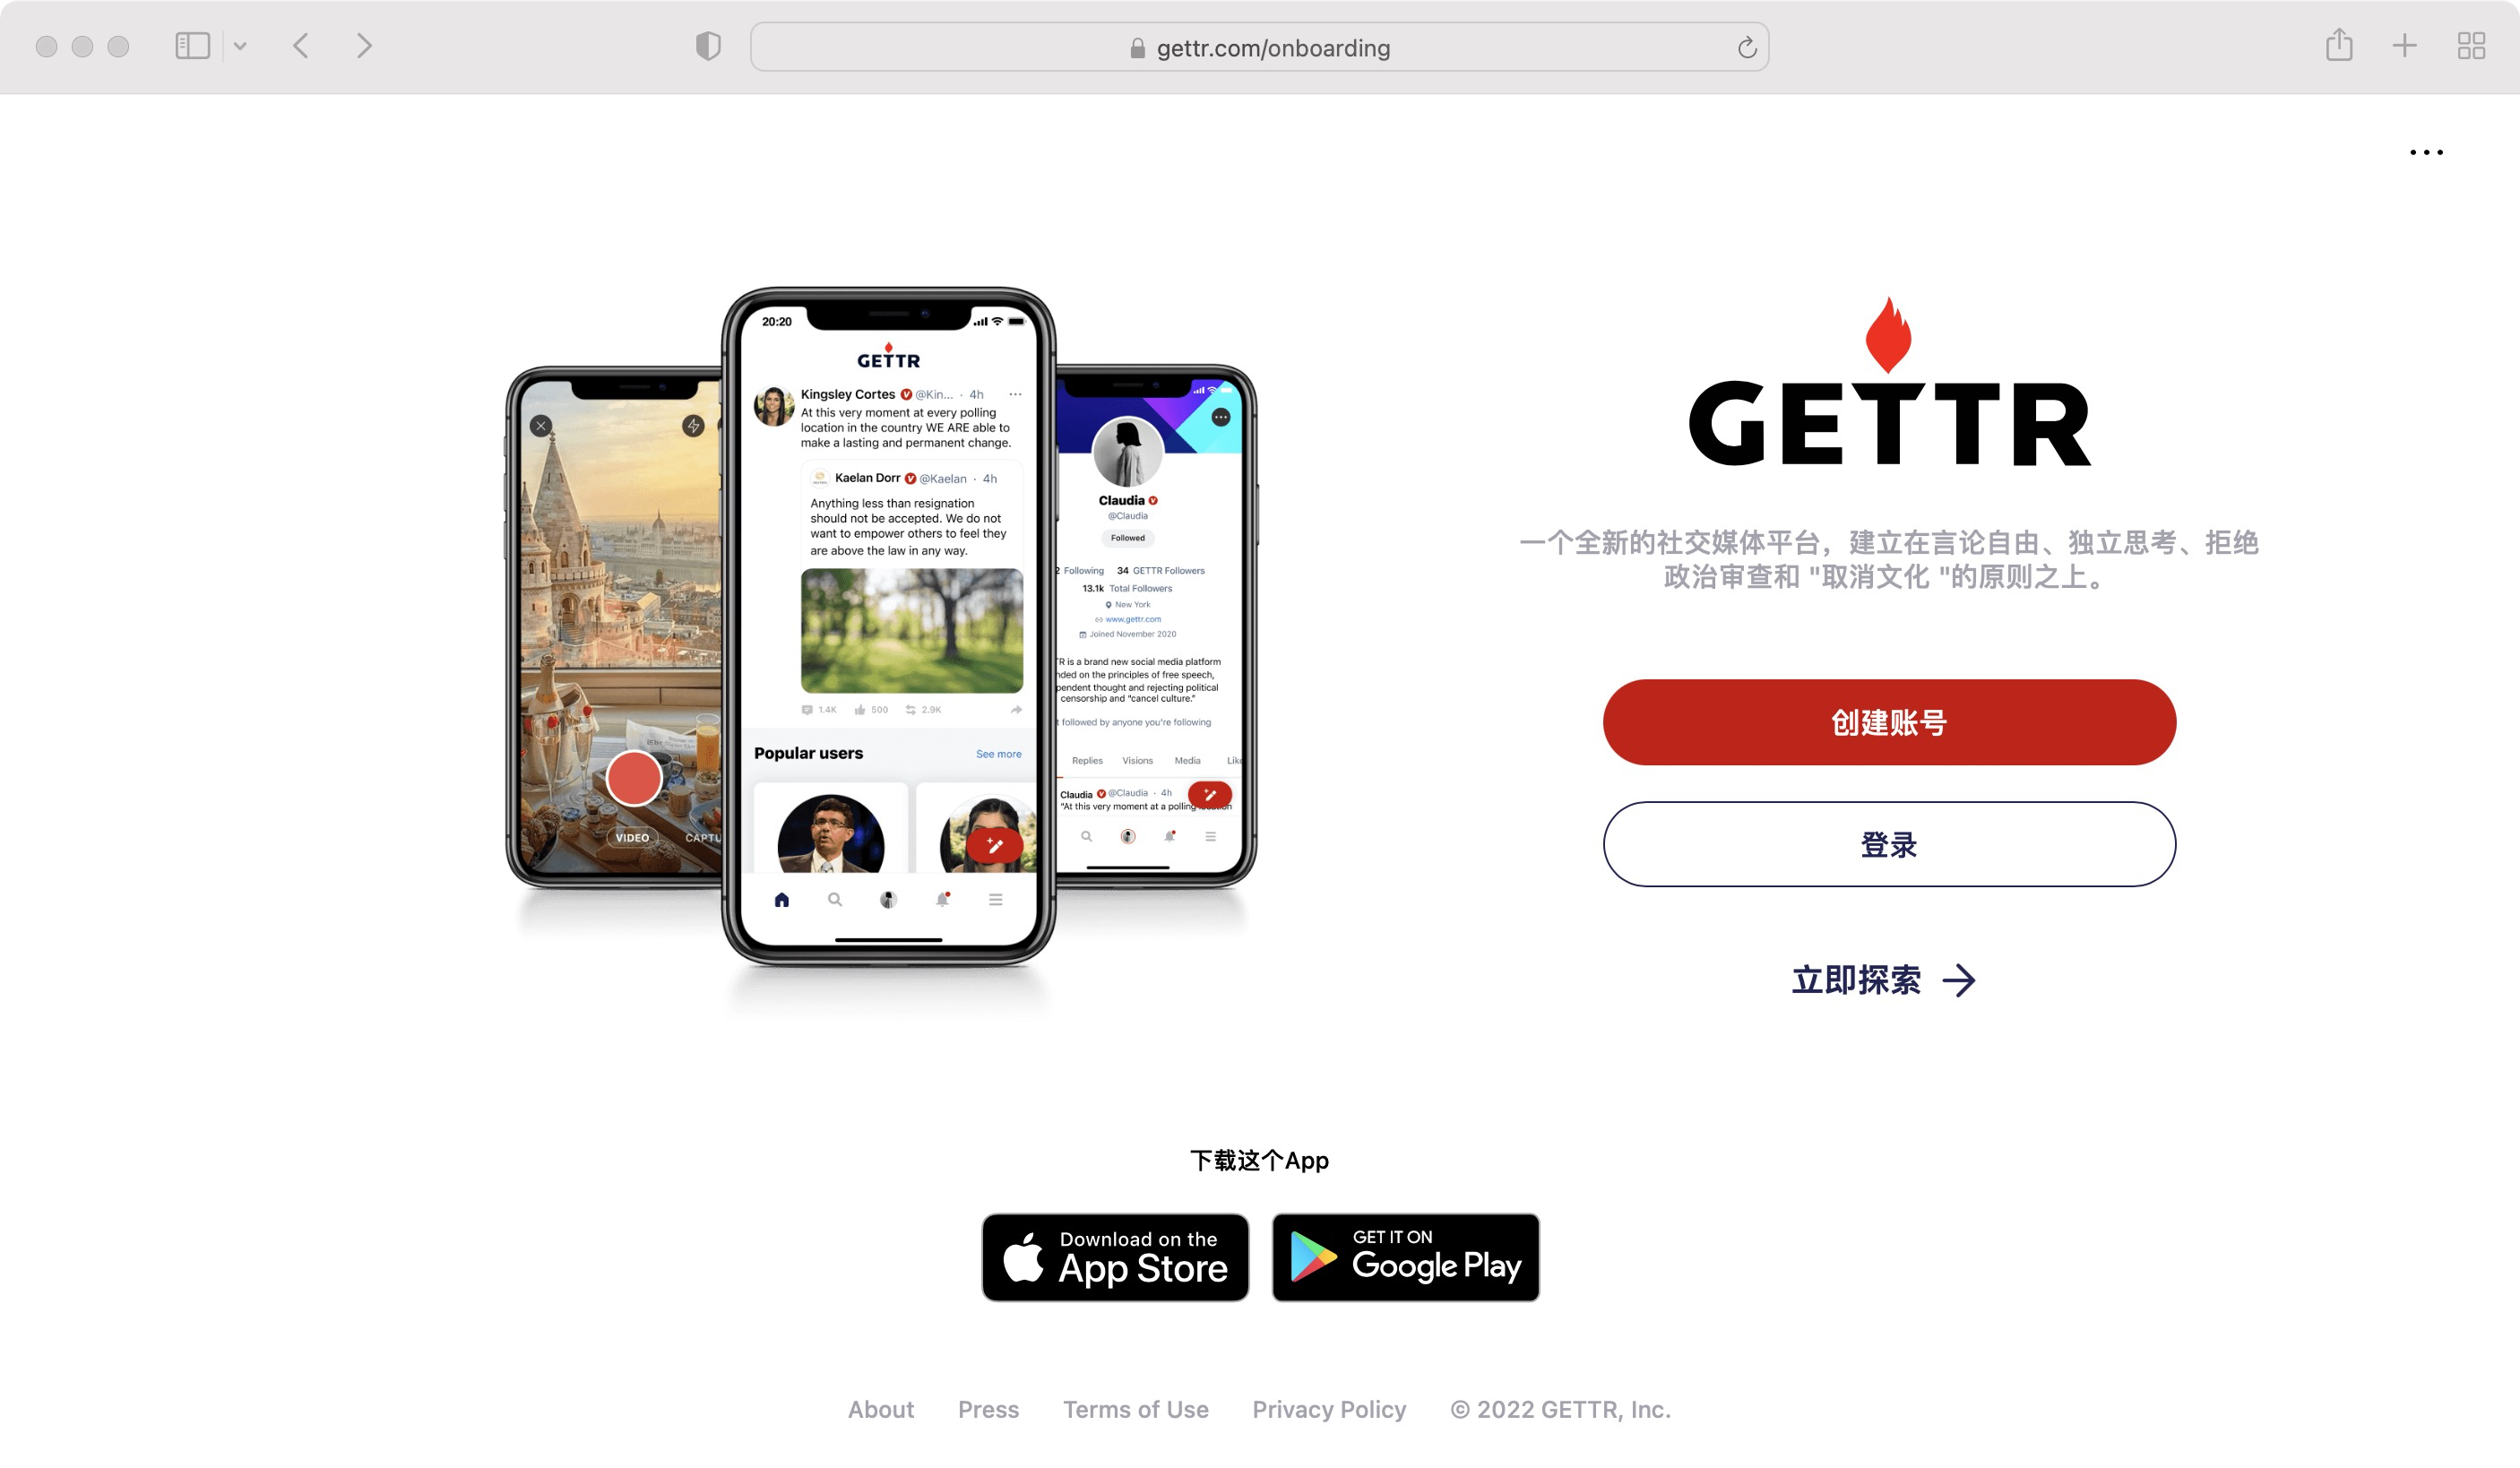 gettr.com/onboarding
20:20
GETTR
Kingsley Cortes @Kin... · 4h
At this very moment at every polling
location in the country WE ARE able to
make a lasting and permanent change.
Kaelan Dorr @Kaelan · 4h
Anything less than resignation
should not be accepted. We do not
want to empower others to feel they
are above the law in any way.
1.4K 500 2.9K
Popular users See more
VIDEO CAPTU
Claudia
@Claudia
Followed
2 Following 34 GETTR Followers
13.1k Total Followers
New York
www.gettr.com
Joined November 2020
TR is a brand new social media platform
nded on the principles of free speech,
pendent thought and rejecting political
censorship and “cancel culture.”
t followed by anyone you’re following
Replies Visions Media Like
Claudia @Claudia · 4h
“At this very moment at a polling
GETTR
一个全新的社交媒体平台，建立在言论自由、独立思考、拒绝
政治审查和 "取消文化 "的原则之上。
创建账号
登录
立即探索
下载这个App
Download on the
App Store
GET IT ON
Google Play
About Press Terms of Use Privacy Policy © 2022 GETTR, Inc.